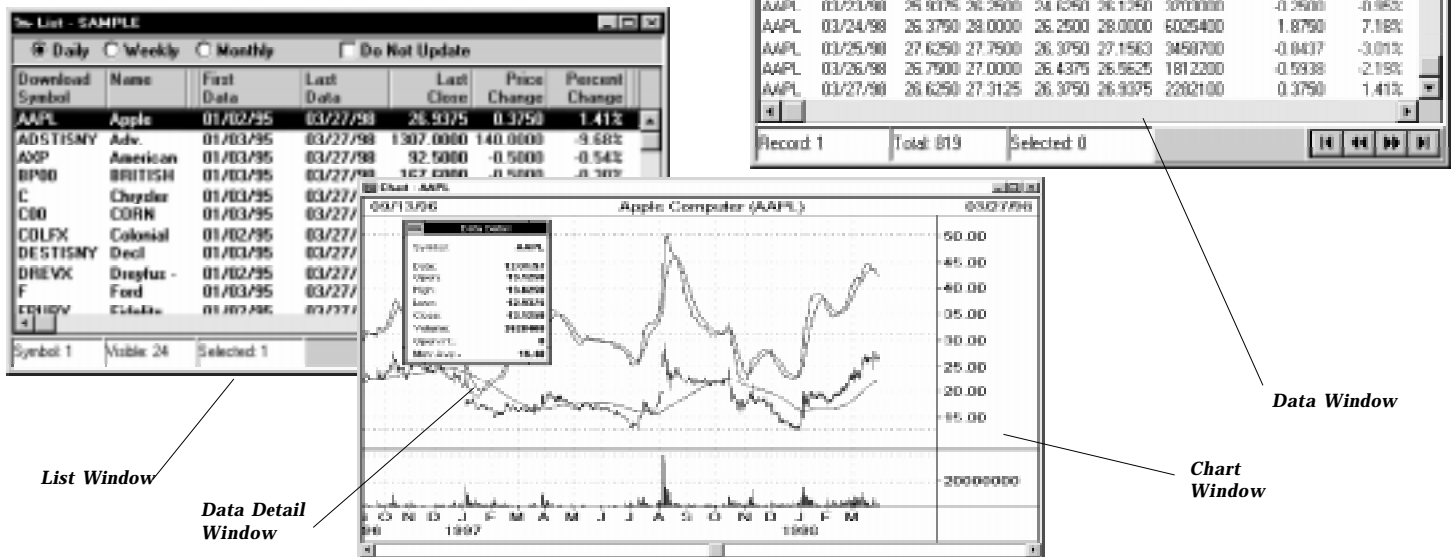 List - SAMPLE
Daily Weekly Monthly Do Not Update
Download Symbol Name First Data Last Data Last Close Price Change Percent Change
AAPL Apple 01/02/95 03/27/98 26.9375 0.3750 1.41%
ADSTISNY Adv. 01/03/95 03/27/98 1307.0000 140.0000 -9.68%
AXP American 01/03/95 03/27/98 92.5000 -0.5000 -0.54%
BP00 BRITISH 01/03/95 03/27/98 -0.5000
C Chrysler 01/03/95 03/27/
C00 CORN 01/03/95 03/27/
COLFX Colonial 01/02/95 03/27/
DESTISNY Decl 01/03/95 03/27/
DREVX Dreyfus - 01/02/95 03/27/
F Ford 01/03/95 03/27/
Symbol: 1 Visible: 24 Selected: 1
AAPL 03/23/98 25.9375 26.2500 24.6250 26.1250 3703000 -0.2500 -0.95%
AAPL 03/24/98 26.3750 28.0000 26.2500 28.0000 6025400 1.8750 7.18%
AAPL 03/25/98 27.6250 27.7500 26.3750 27.1563 3458700 -0.8437 -3.01%
AAPL 03/26/98 26.7500 27.0000 26.4375 26.5625 1812200 -0.5938 -2.19%
AAPL 03/27/98 26.6250 27.3125 26.3750 26.9375 2282100 0.3750 1.41%
Record: 1 Total: 819 Selected: 0
Chart - AAPL
09/13/96 Apple Computer (AAPL) 03/27/98
Data Detail
Symbol: AAPL
Date:
Open:
High:
Low:
Close:
Volume:
50.00
45.00
40.00
35.00
30.00
25.00
20.00
15.00
20000000
O N D J F M A M J J A S O N D J F M
96 1997 1998
List Window
Data Detail
Window
Data Window
Chart
Window